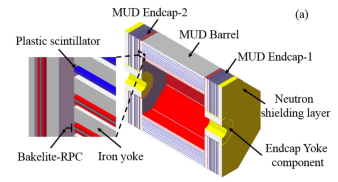 MUD Endcap-2
(a)
MUD Barrel
Plastic scintillator
MUD Endcap-1
Neutron
shielding layer
Bakelite-RPC
Iron yoke
Endcap Yoke
component